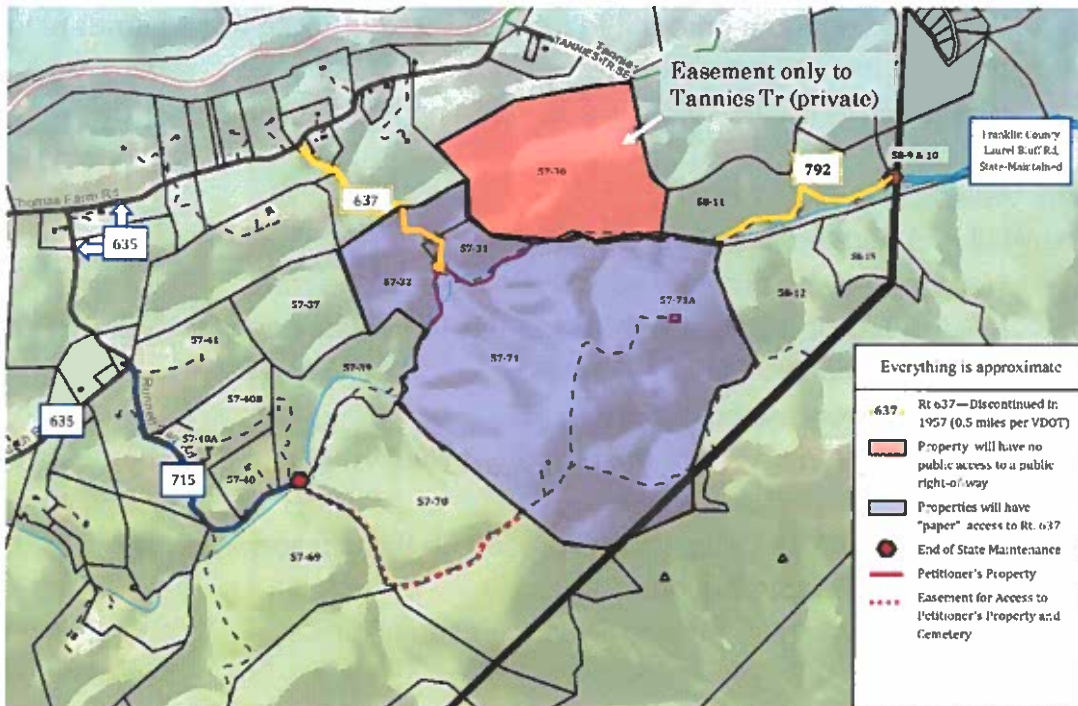 TANNIES TR SE
Easement only to
Tannies Tr (private)
57-30
58-11
792
58-9 & 10
Franklin County
Laurel Bluff Rd,
State-Maintained
Thomas Farm Rd
637
635
57-31
57-32
57-37
58-12
57-71A
57-71
57-41
57-39
57-40B
57-40A
635
715
57-40
57-70
57-69
Everything is approximate
637
Rt 637—Discontinued in
1957 (0.5 miles per VDOT)
Property will have no
public access to a public
right-of-way
Properties will have
"paper" access to Rt. 637
End of State Maintenance
Petitioner's Property
Easement for Access to
Petitioner's Property and
Cemetery